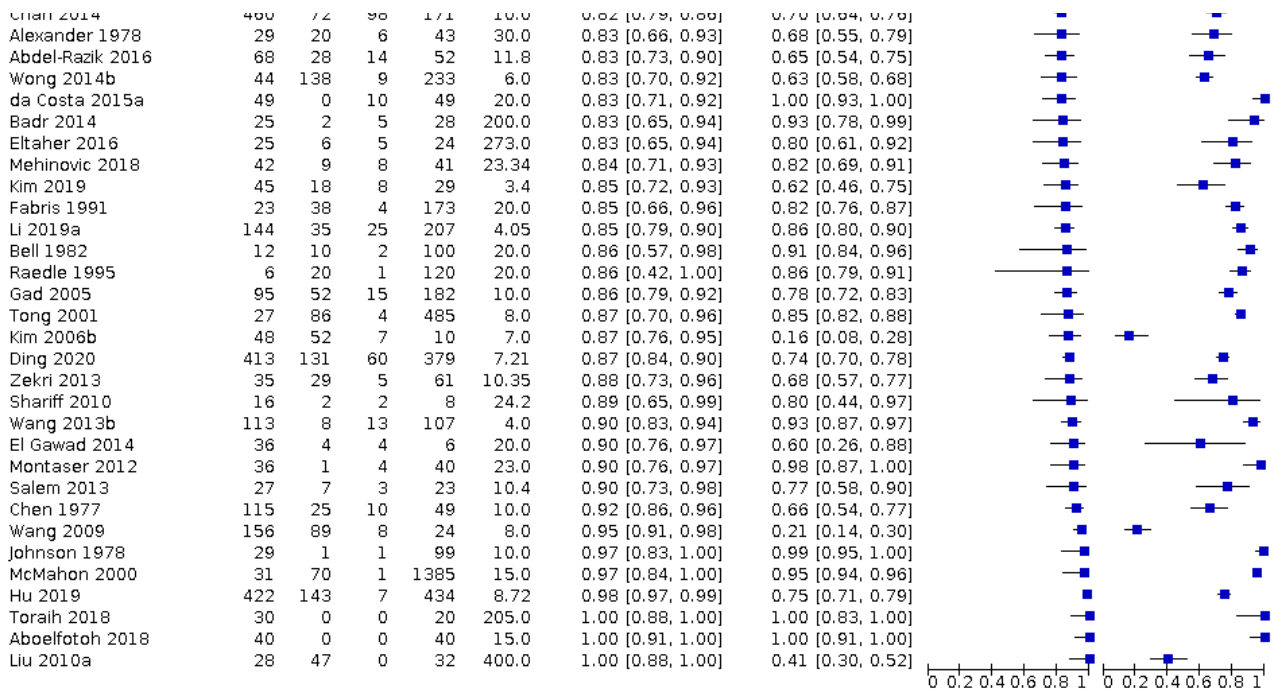 Chan 2014 460 72 98 171 10.0 0.82 [0.79, 0.86] 0.70 [0.64, 0.76]
Alexander 1978 29 20 6 43 30.0 0.83 [0.66, 0.93] 0.68 [0.55, 0.79]
Abdel-Razik 2016 68 28 14 52 11.8 0.83 [0.73, 0.90] 0.65 [0.54, 0.75]
Wong 2014b 44 138 9 233 6.0 0.83 [0.70, 0.92] 0.63 [0.58, 0.68]
da Costa 2015a 49 0 10 49 20.0 0.83 [0.71, 0.92] 1.00 [0.93, 1.00]
Badr 2014 25 2 5 28 200.0 0.83 [0.65, 0.94] 0.93 [0.78, 0.99]
Eltaher 2016 25 6 5 24 273.0 0.83 [0.65, 0.94] 0.80 [0.61, 0.92]
Mehinovic 2018 42 9 8 41 23.34 0.84 [0.71, 0.93] 0.82 [0.69, 0.91]
Kim 2019 45 18 8 29 3.4 0.85 [0.72, 0.93] 0.62 [0.46, 0.75]
Fabris 1991 23 38 4 173 20.0 0.85 [0.66, 0.96] 0.82 [0.76, 0.87]
Li 2019a 144 35 25 207 4.05 0.85 [0.79, 0.90] 0.86 [0.80, 0.90]
Bell 1982 12 10 2 100 20.0 0.86 [0.57, 0.98] 0.91 [0.84, 0.96]
Raedle 1995 6 20 1 120 20.0 0.86 [0.42, 1.00] 0.86 [0.79, 0.91]
Gad 2005 95 52 15 182 10.0 0.86 [0.79, 0.92] 0.78 [0.72, 0.83]
Tong 2001 27 86 4 485 8.0 0.87 [0.70, 0.96] 0.85 [0.82, 0.88]
Kim 2006b 48 52 7 10 7.0 0.87 [0.76, 0.95] 0.16 [0.08, 0.28]
Ding 2020 413 131 60 379 7.21 0.87 [0.84, 0.90] 0.74 [0.70, 0.78]
Zekri 2013 35 29 5 61 10.35 0.88 [0.73, 0.96] 0.68 [0.57, 0.77]
Shariff 2010 16 2 2 8 24.2 0.89 [0.65, 0.99] 0.80 [0.44, 0.97]
Wang 2013b 113 8 13 107 4.0 0.90 [0.83, 0.94] 0.93 [0.87, 0.97]
El Gawad 2014 36 4 4 6 20.0 0.90 [0.76, 0.97] 0.60 [0.26, 0.88]
Montaser 2012 36 1 4 40 23.0 0.90 [0.76, 0.97] 0.98 [0.87, 1.00]
Salem 2013 27 7 3 23 10.4 0.90 [0.73, 0.98] 0.77 [0.58, 0.90]
Chen 1977 115 25 10 49 10.0 0.92 [0.86, 0.96] 0.66 [0.54, 0.77]
Wang 2009 156 89 8 24 8.0 0.95 [0.91, 0.98] 0.21 [0.14, 0.30]
Johnson 1978 29 1 1 99 10.0 0.97 [0.83, 1.00] 0.99 [0.95, 1.00]
McMahon 2000 31 70 1 1385 15.0 0.97 [0.84, 1.00] 0.95 [0.94, 0.96]
Hu 2019 422 143 7 434 8.72 0.98 [0.97, 0.99] 0.75 [0.71, 0.79]
Toraih 2018 30 0 0 20 205.0 1.00 [0.88, 1.00] 1.00 [0.83, 1.00]
Aboelfotoh 2018 40 0 0 40 15.0 1.00 [0.91, 1.00] 1.00 [0.91, 1.00]
Liu 2010a 28 47 0 32 400.0 1.00 [0.88, 1.00] 0.41 [0.30, 0.52]
0 0.2 0.4 0.6 0.8 1 0 0.2 0.4 0.6 0.8 1